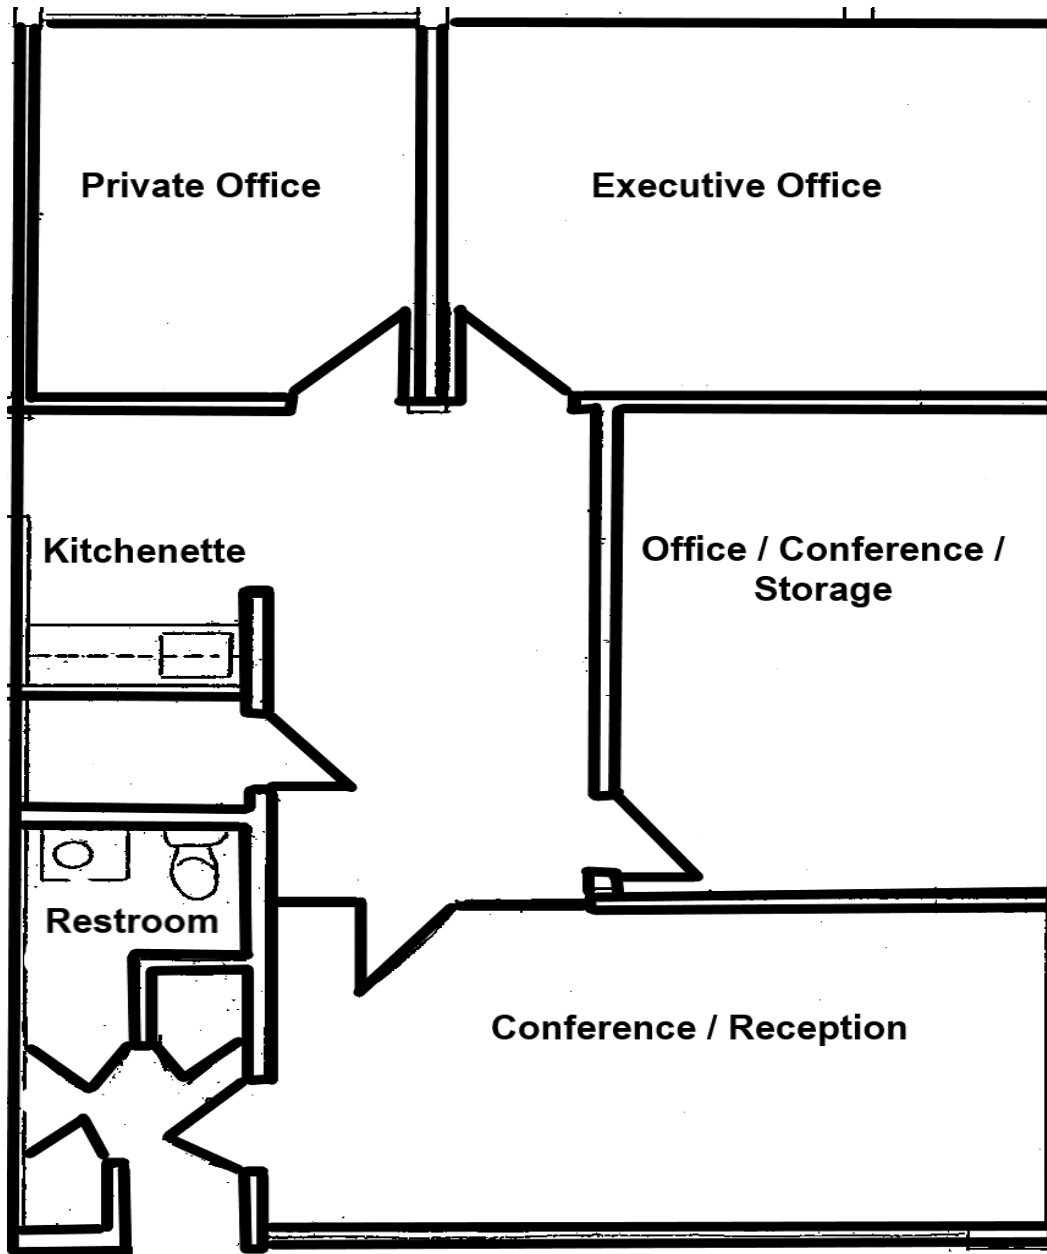 Private Office
Executive Office
Kitchenette
Office / Conference /
Storage
Restroom
Conference / Reception